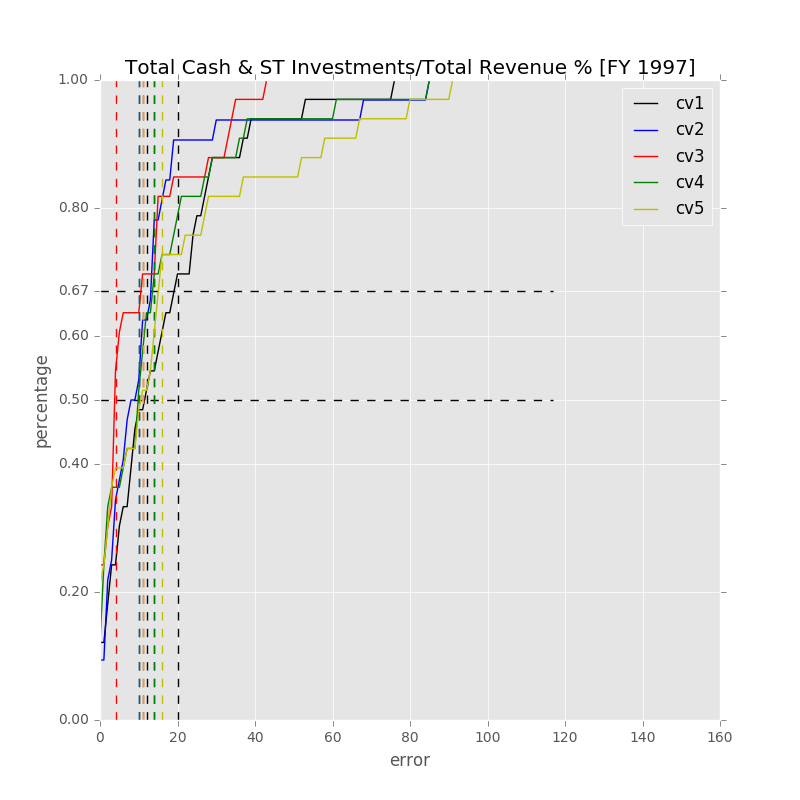 Total Cash & ST Investments/Total Revenue % [FY 1997]
1.00
0.80
0.67
0.60
0.50
0.40
0.20
0.00
percentage
cv1
cv2
cv3
cv4
cv5
0 20 40 60 80 100 120 140 160
error